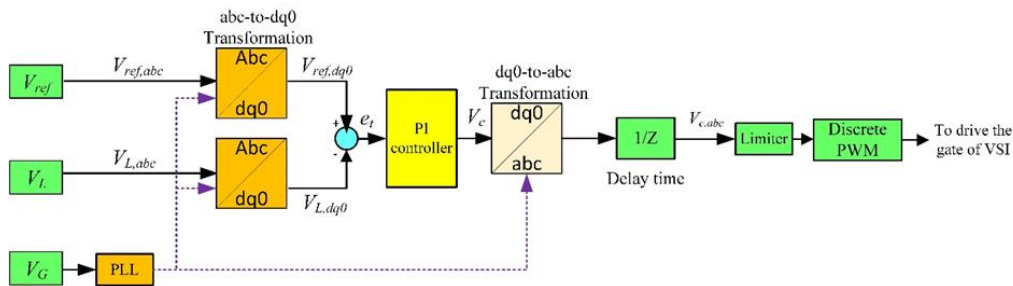 abc-to-dq0
Transformation
V_ref
V_ref,abc
Abc
dq0
V_ref,dq0
dq0-to-abc
Transformation
V_L
V_L,abc
Abc
dq0
V_L,dq0
+
-
e_t
PI
controller
V_c
dq0
abc
1/Z
Delay time
V_c.abc
Limiter
Discrete
PWM
To drive the
gate of VSI
V_G
PLL